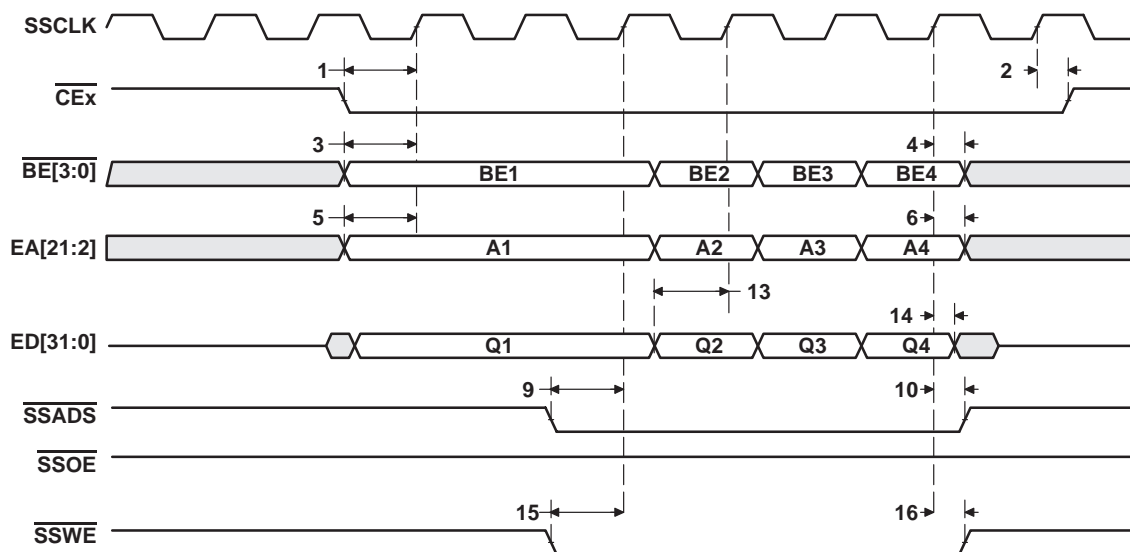 SSCLK
1
2
CEx
3
4
BE[3:0]
BE1 BE2 BE3 BE4
5
6
EA[21:2]
A1 A2 A3 A4
13
14
ED[31:0]
Q1 Q2 Q3 Q4
9
10
SSADS
SSOE
15
16
SSWE